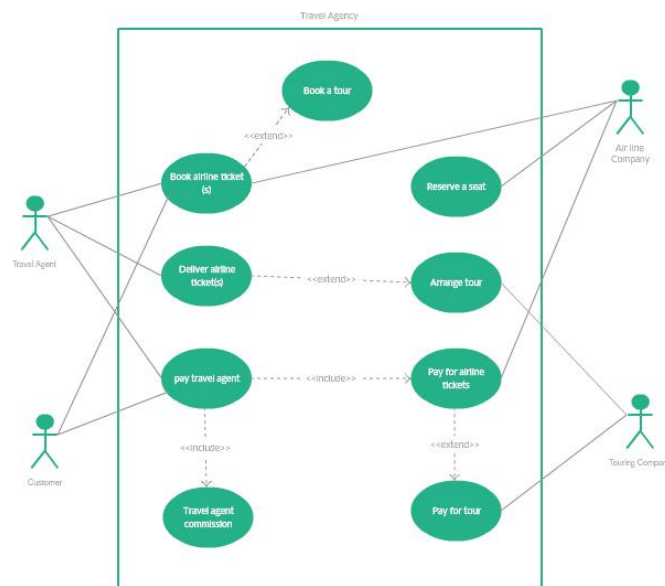 Travel Agency
Book a tour
<<extend>>
Book airline ticket
(s)
Reserve a seat
Air line
Company
Travel Agent
Deliver airline
ticket(s)
<<extend>>
Arrange tour
pay travel agent
<<include>>
Pay for airline
tickets
<<include>>
<<extend>>
Customer
Touring Compar
Travel agent
commission
Pay for tour